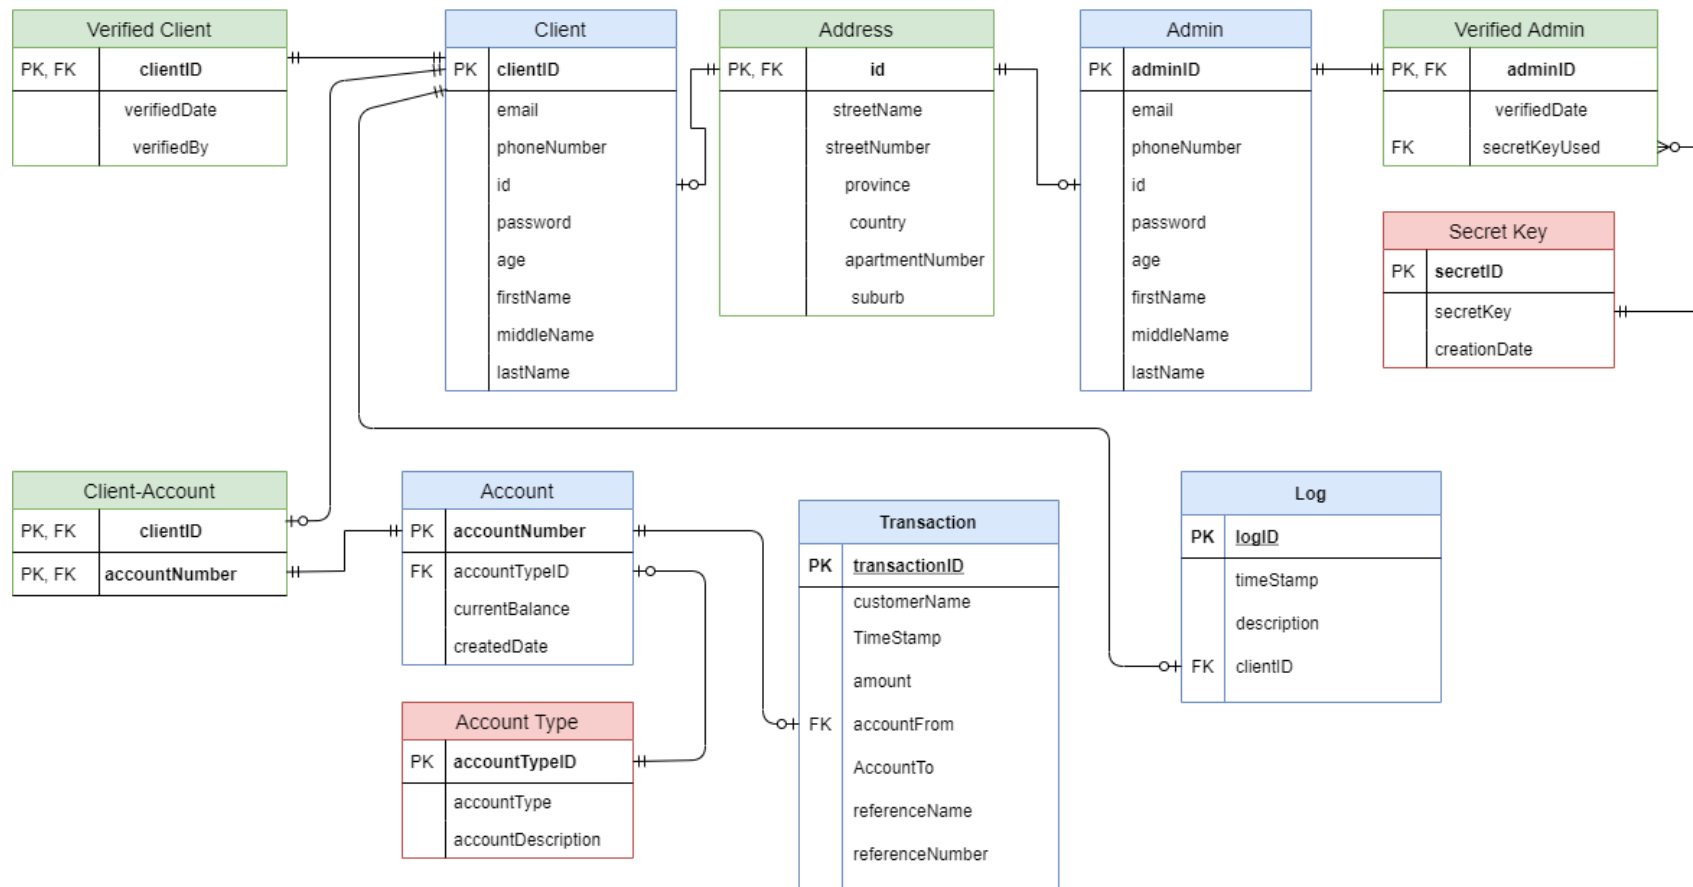 Verified Client
PK, FK clientID
verifiedDate
verifiedBy
Client
PK clientID
email
phoneNumber
id
password
age
firstName
middleName
lastName
Address
PK, FK id
streetName
streetNumber
province
country
apartmentNumber
suburb
Admin
PK adminID
email
phoneNumber
id
password
age
firstName
middleName
lastName
Verified Admin
PK, FK adminID
verifiedDate
FK secretKeyUsed
Secret Key
PK secretID
secretKey
creationDate
Client-Account
PK, FK clientID
PK, FK accountNumber
Account
PK accountNumber
FK accountTypeID
currentBalance
createdDate
Account Type
PK accountTypeID
accountType
accountDescription
Transaction
PK transactionID
customerName
TimeStamp
amount
FK accountFrom
AccountTo
referenceName
referenceNumber
Log
PK logID
timeStamp
description
FK clientID